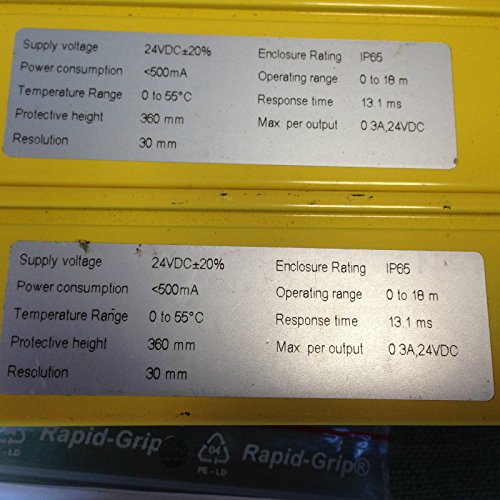 Supply voltage 24VDC±20% Enclosure Rating IP65
Power consumption <500mA Operating range 0 to 18 m
Temperature Range 0 to 55°C Response time 13.1 ms
Protective height 360 mm Max. per output 0.3A,24VDC
Resolution 30 mm
Supply voltage 24VDC±20% Enclosure Rating IP65
Power consumption <500mA Operating range 0 to 18 m
Temperature Range 0 to 55°C Response time 13.1 ms
Protective height 360 mm Max. per output 0.3A,24VDC
Resolution 30 mm
Rapid-Grip® 04 Rapid-Grip®
- LD PE - LD